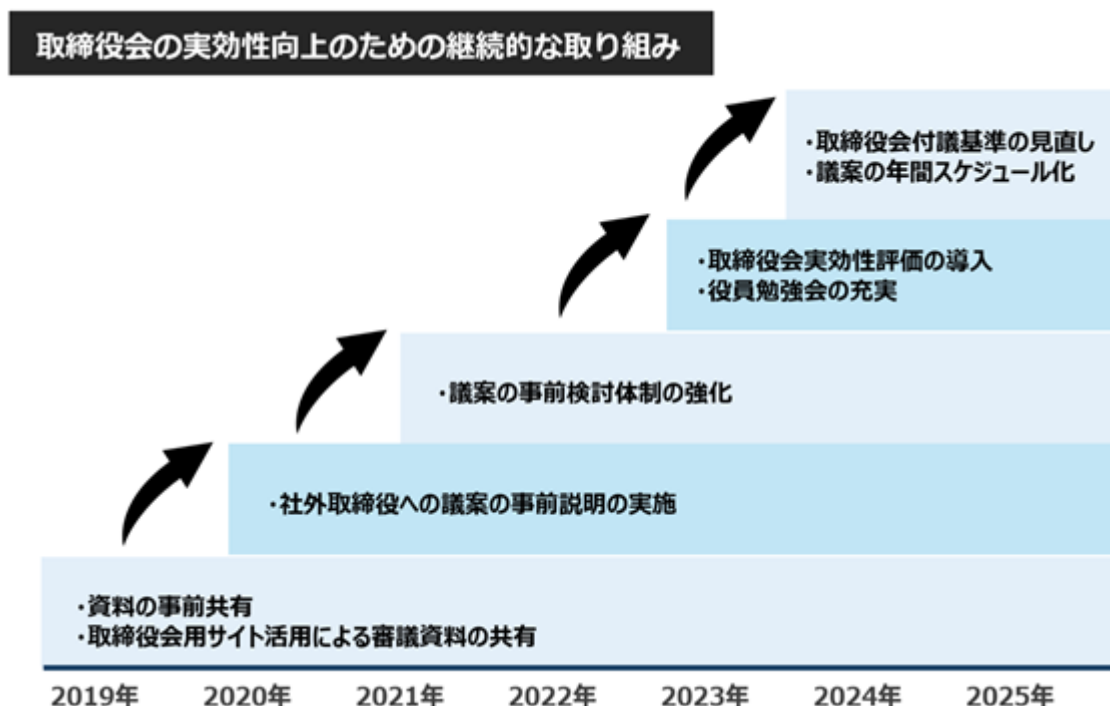 取締役会の実効性向上のための継続的な取り組み
・取締役会付議基準の見直し
・議案の年間スケジュール化
・取締役会実効性評価の導入
・役員勉強会の充実
・議案の事前検討体制の強化
・社外取締役への議案の事前説明の実施
・資料の事前共有
・取締役会用サイト活用による審議資料の共有
2019年 2020年 2021年 2022年 2023年 2024年 2025年